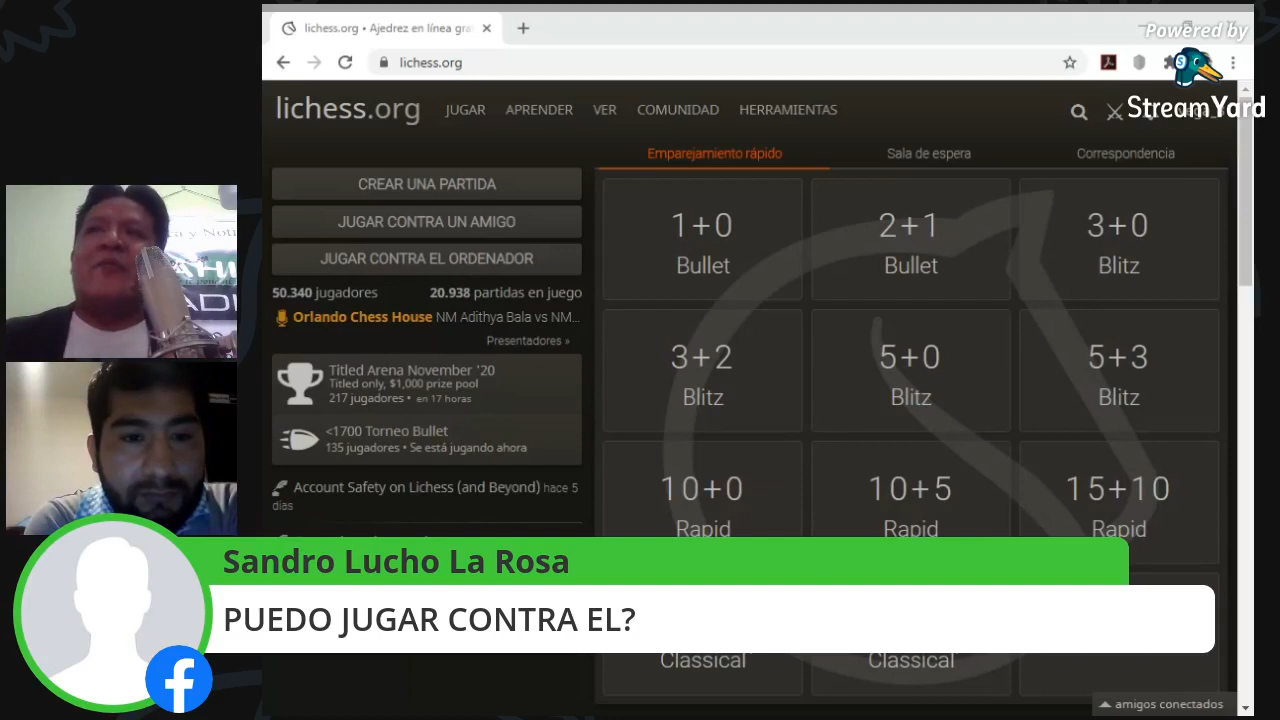 lichess.org • Ajedrez en línea gra
lichess.org
Powered by
StreamYard
lichess.org JUGAR APRENDER VER COMUNIDAD HERRAMIENTAS
Emparejamiento rápido Sala de espera Correspondencia
CREAR UNA PARTIDA
JUGAR CONTRA UN AMIGO
JUGAR CONTRA EL ORDENADOR
50.340 jugadores 20.938 partidas en juego
Orlando Chess House NM Adithya Bala vs NM...
Presentadores »
Titled Arena November '20
Titled only, $1,000 prize pool
217 jugadores • en 17 horas
<1700 Torneo Bullet
135 jugadores • Se está jugando ahora
Account Safety on Lichess (and Beyond) hace 5
días
1+0
Bullet
2+1
Bullet
3+0
Blitz
3+2
Blitz
5+0
Blitz
5+3
Blitz
10+0
Rapid
10+5
Rapid
15+10
Rapid
Classical
Classical
amigos conectados
Sandro Lucho La Rosa
PUEDO JUGAR CONTRA EL?